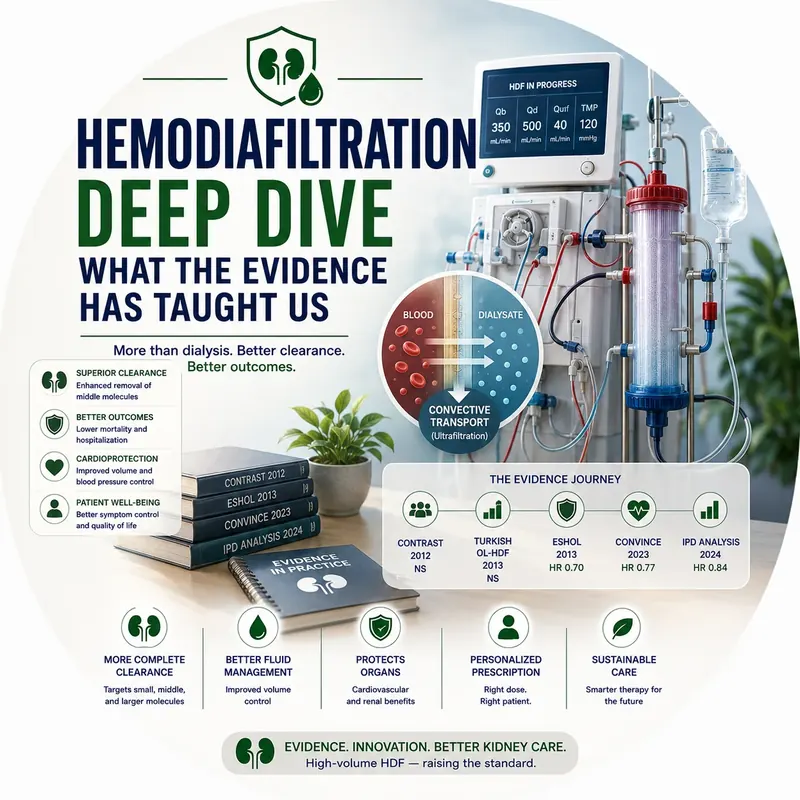 HEMODIAFILTRATION
DEEP DIVE
WHAT THE EVIDENCE
HAS TAUGHT US
More than dialysis. Better clearance.
Better outcomes.
SUPERIOR CLEARANCE
Enhanced removal of
middle molecules
BETTER OUTCOMES
Lower mortality and
hospitalization
CARDIOPROTECTION
Improved volume and
blood pressure control
PATIENT WELL-BEING
Better symptom control
and quality of life
HDF IN PROGRESS
Qb Qd Qutf TMP
350 500 40 120
mL/min mL/min mL/min mmHg
BLOOD DIALYSATE
CONVECTIVE
TRANSPORT
(Ultrafiltration)
CONTRAST 2012
ESHOL 2013
CONVINCE 2023
IPD ANALYSIS 2024
EVIDENCE
IN PRACTICE
THE EVIDENCE JOURNEY
CONTRAST
2012
NS
TURKISH
OL-HDF
2013
NS
ESHOL
2013
HR 0.70
CONVINCE
2023
HR 0.77
IPD ANALYSIS
2024
HR 0.84
MORE COMPLETE
CLEARANCE
Targets small, middle,
and larger molecules
BETTER FLUID
MANAGEMENT
Improved volume
control
PROTECTS
ORGANS
Cardiovascular
and renal benefits
PERSONALIZED
PRESCRIPTION
Right dose.
Right patient.
SUSTAINABLE
CARE
Smarter therapy for
the future
EVIDENCE. INNOVATION. BETTER KIDNEY CARE.
High-volume HDF — raising the standard.